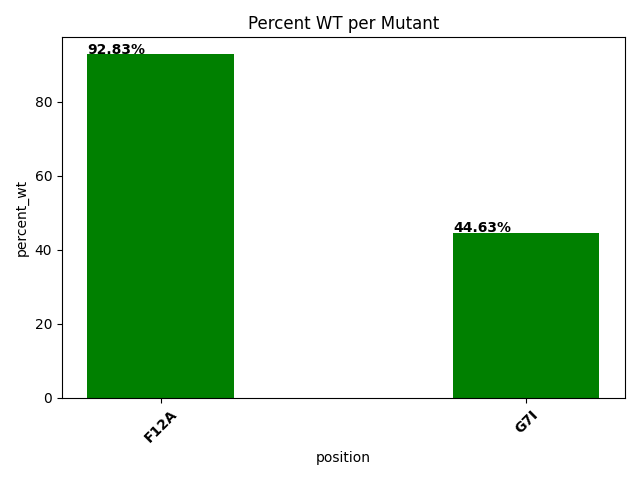 Percent WT per Mutant
92.83%
44.63%
80
60
40
20
0
percent_wt
F12A
G7I
position